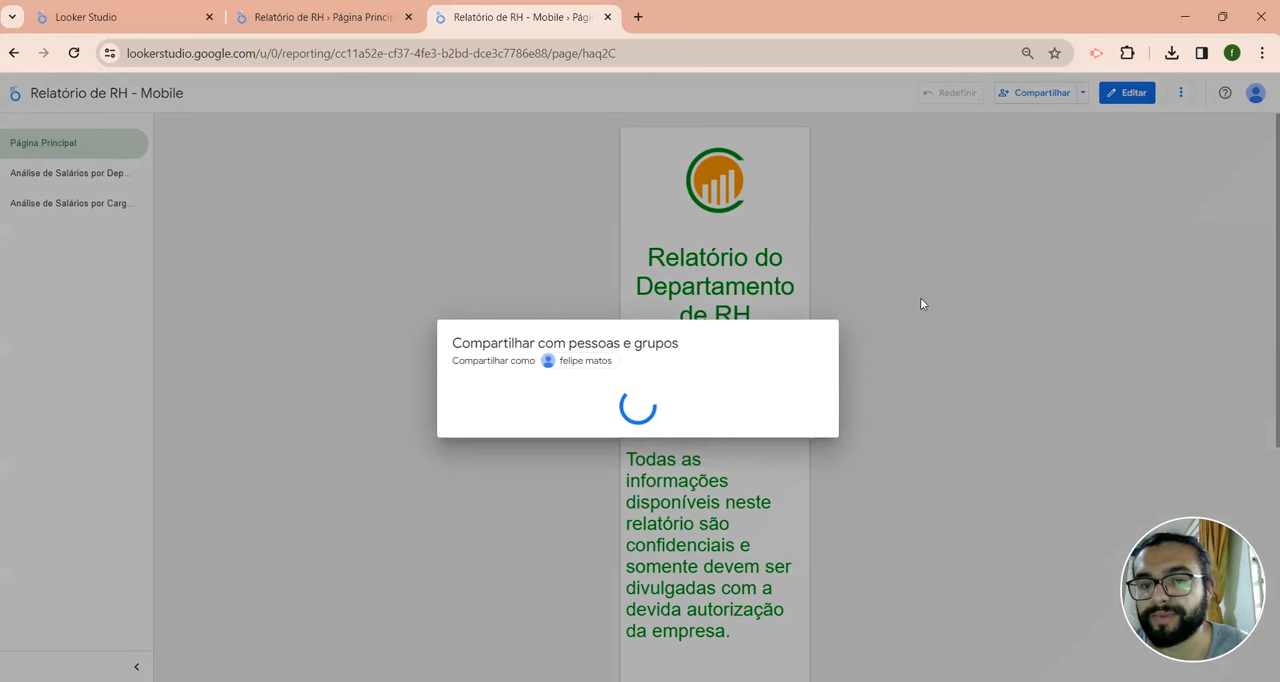 Looker Studio
Relatório de RH › Página Princip
Relatório de RH - Mobile › Pági
lookerstudio.google.com/u/0/reporting/cc11a52e-cf37-4fe3-b2bd-dce3c7786e88/page/haq2C
f
Relatório de RH - Mobile
Redefinir
Compartilhar
Editar
Página Principal
Análise de Salários por Dep...
Análise de Salários por Carg...
Relatório do
Departamento
de RH
Compartilhar com pessoas e grupos
Compartilhar como felipe matos
Todas as
informações
disponíveis neste
relatório são
confidenciais e
somente devem ser
divulgadas com a
devida autorização
da empresa.